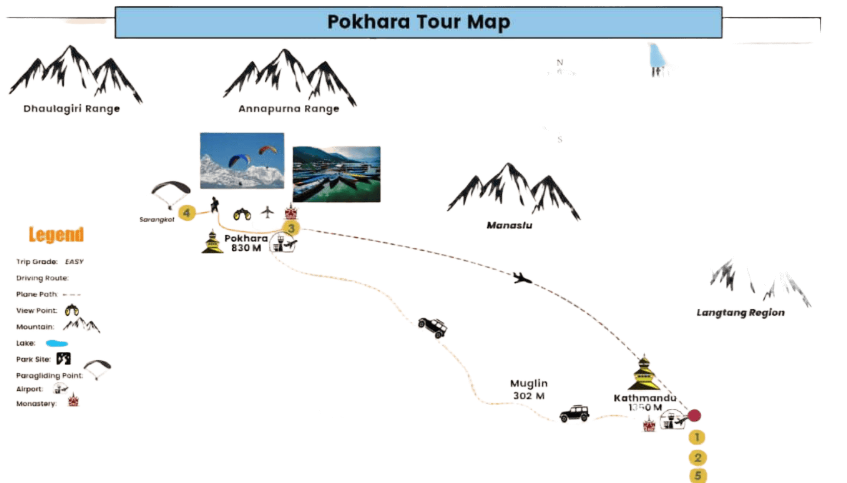 Pokhara Tour Map
N
S
Dhaulagiri Range
Annapurna Range
Manaslu
Sarangkot
4
3
Pokhara
830 M
Langtang Region
Legend
Trip Grade: EASY
Driving Route:
Plane Path:
View Point:
Mountain:
Lake:
Park Site:
Paragliding Point:
Airport:
Monastery:
Muglin
302 M
Kathmandu
1
2
5